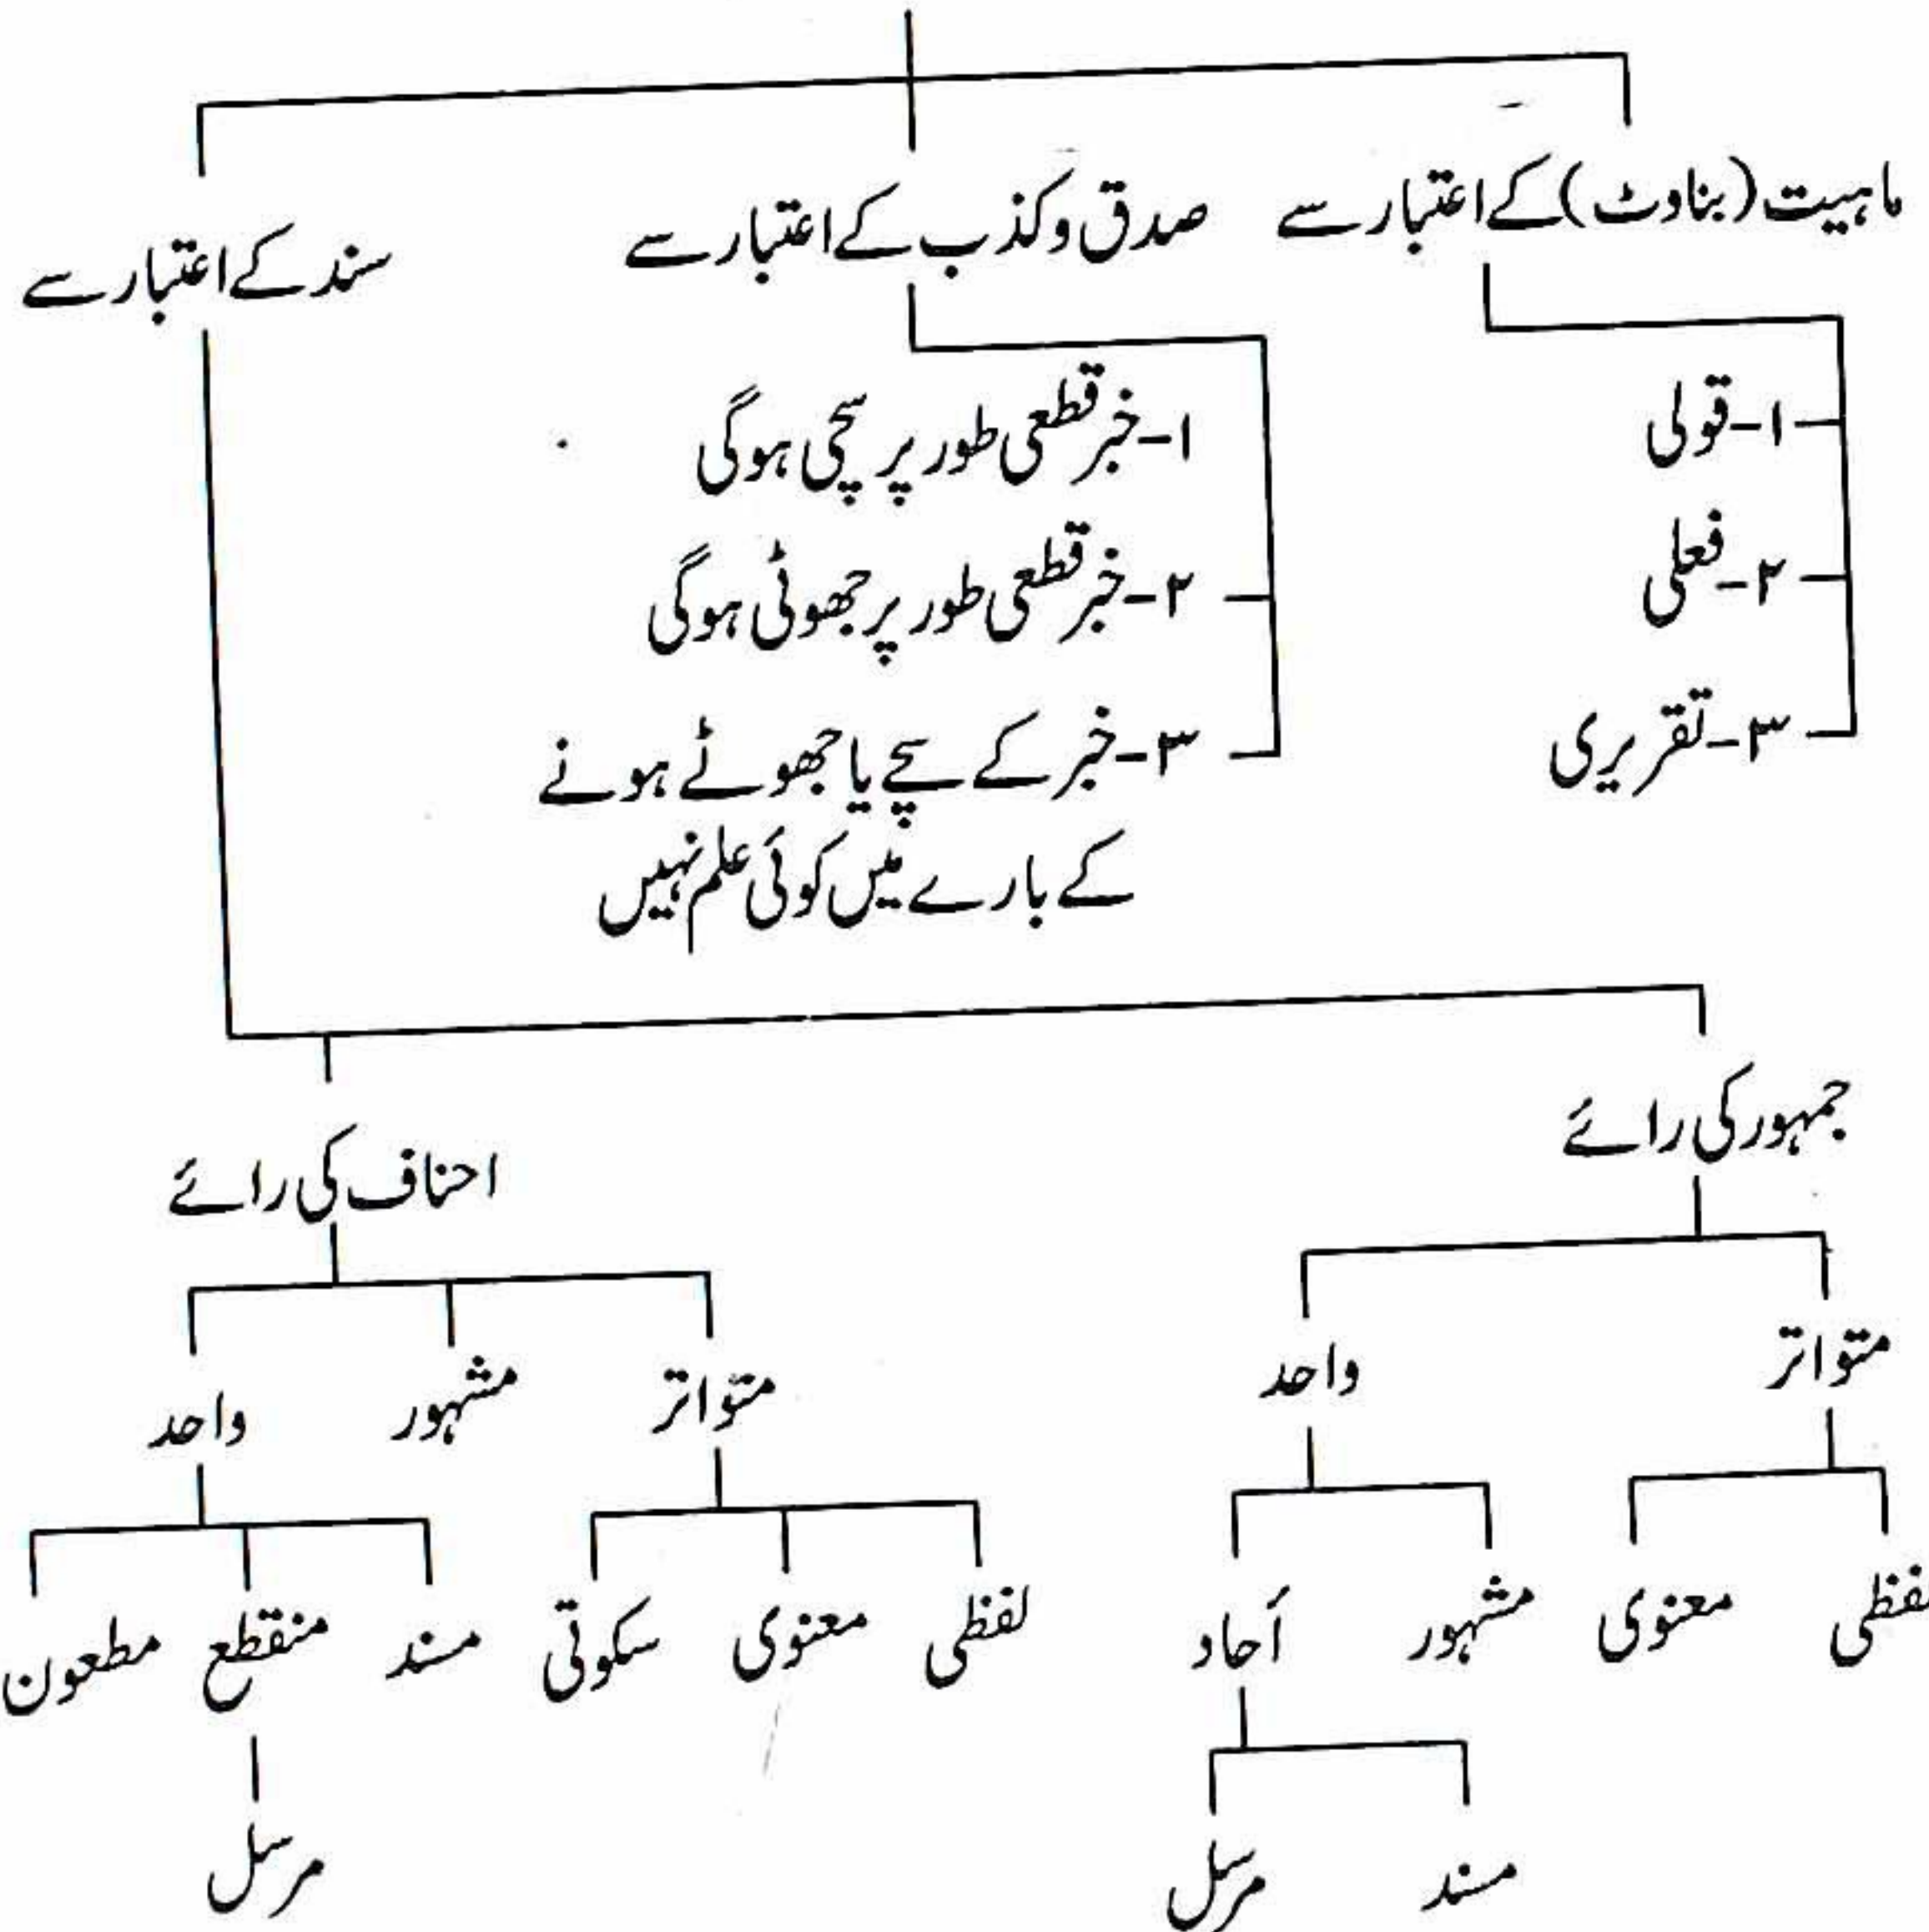 ماہیت (بناوٹ) کے اعتبار سے
صدق و کذب کے اعتبار سے
سند کے اعتبار سے
۱- قولی
۲- فعلی
۳- تقریری
۱- خبر قطعی طور پر سچی ہوگی
۲- خبر قطعی طور پر جھوٹی ہوگی
۳- خبر کے سچے یا جھوٹے ہونے
کے بارے میں کوئی علم نہیں
جمہور کی رائے
احناف کی رائے
متواتر
واحد
متواتر
مشہور
واحد
لفظی
معنوی
مشہور
أحاد
لفظی
معنوی
سکوتی
مسند
منقطع
مطعون
مسند
مرسل
مرسل